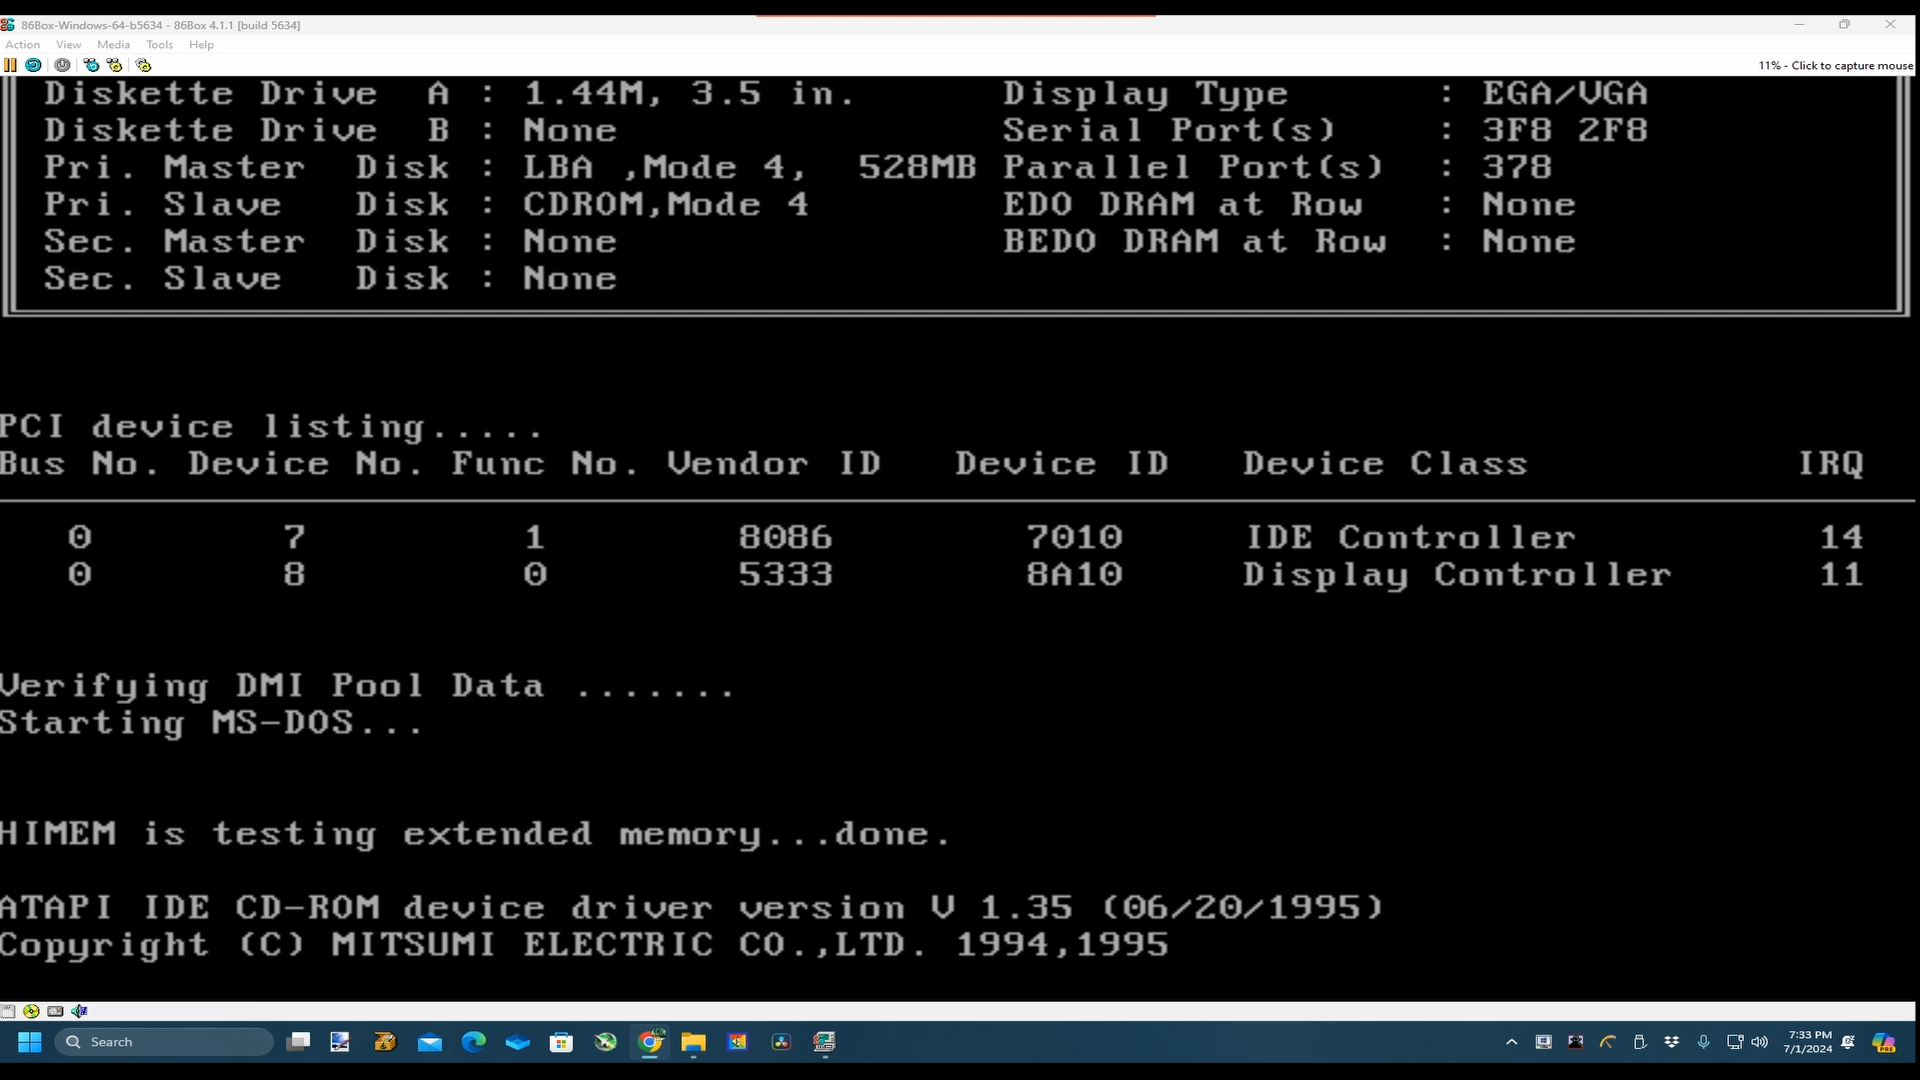 86Box-Windows-64-b5634 - 86Box 4.1.1 [build 5634]
Action View Media Tools Help
11% - Click to capture mouse
Diskette Drive A : 1.44M, 3.5 in. Display Type : EGA/VGA
Diskette Drive B : None Serial Port(s) : 3F8 2F8
Pri. Master Disk : LBA ,Mode 4, 528MB Parallel Port(s) : 378
Pri. Slave Disk : CDROM,Mode 4 EDO DRAM at Row : None
Sec. Master Disk : None BEDO DRAM at Row : None
Sec. Slave Disk : None
PCI device listing.....
Bus No. Device No. Func No. Vendor ID Device ID Device Class IRQ
0 7 1 8086 7010 IDE Controller 14
0 8 0 5333 8A10 Display Controller 11
Verifying DMI Pool Data .......
Starting MS-DOS...
HIMEM is testing extended memory...done.
ATAPI IDE CD-ROM device driver version V 1.35 (06/20/1995)
Copyright (C) MITSUMI ELECTRIC CO.,LTD. 1994,1995
Search
7:33 PM
7/1/2024
PRE